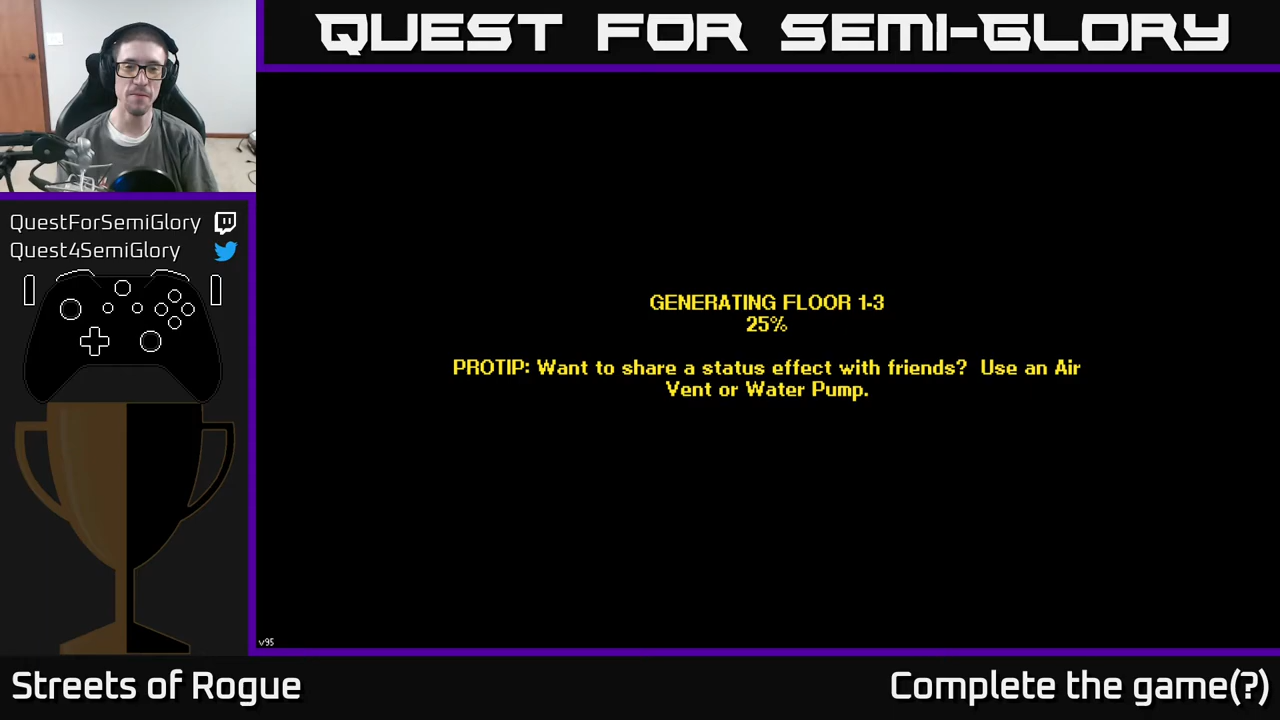 QUEST FOR SEMI-GLORY
QuestForSemiGlory
Quest4SemiGlory
GENERATING FLOOR 1-3
25%
PROTIP: Want to share a status effect with friends?  Use an Air
Vent or Water Pump.
v95
Streets of Rogue
Complete the game(?)